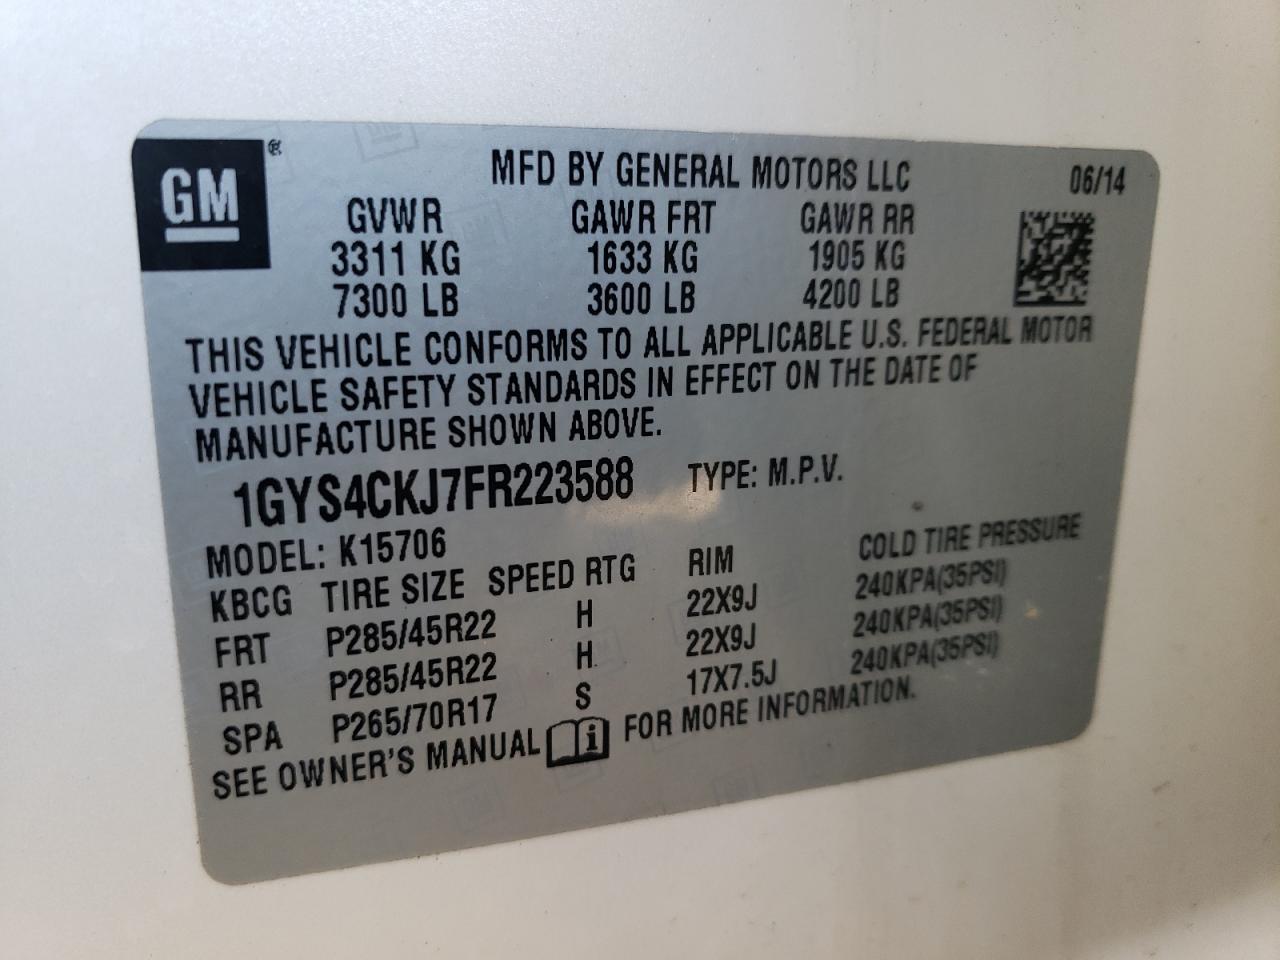 GM ®
MFD BY GENERAL MOTORS LLC 06/14
GVWR GAWR FRT GAWR RR
3311 KG 1633 KG 1905 KG
7300 LB 3600 LB 4200 LB
THIS VEHICLE CONFORMS TO ALL APPLICABLE U.S. FEDERAL MOTOR
VEHICLE SAFETY STANDARDS IN EFFECT ON THE DATE OF
MANUFACTURE SHOWN ABOVE.
1GYS4CKJ7FR223588 TYPE: M.P.V.
MODEL: K15706
KBCG TIRE SIZE SPEED RTG RIM COLD TIRE PRESSURE
FRT P285/45R22 H 22X9J 240KPA(35PSI)
RR P285/45R22 H 22X9J 240KPA(35PSI)
SPA P265/70R17 S 17X7.5J 240KPA(35PSI)
SEE OWNER'S MANUAL i FOR MORE INFORMATION.